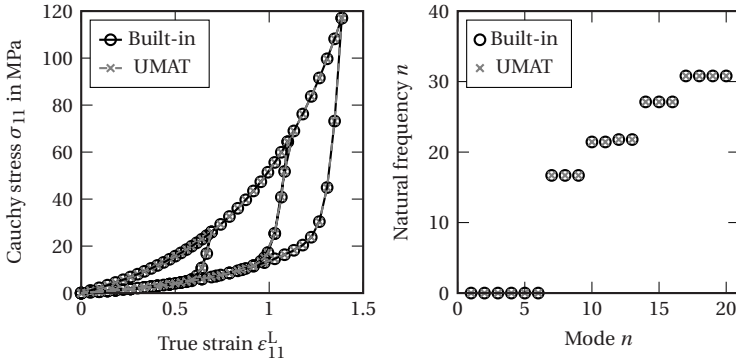 120
100
80
60
40
20
0
0
0.5
1
1.5
Cauchy stress σ₁₁ in MPa
True strain ε₁₁ᴸ
Built-in
UMAT
40
30
20
10
0
0
10
15
20
5
Natural frequency n
Mode n
Built-in
UMAT